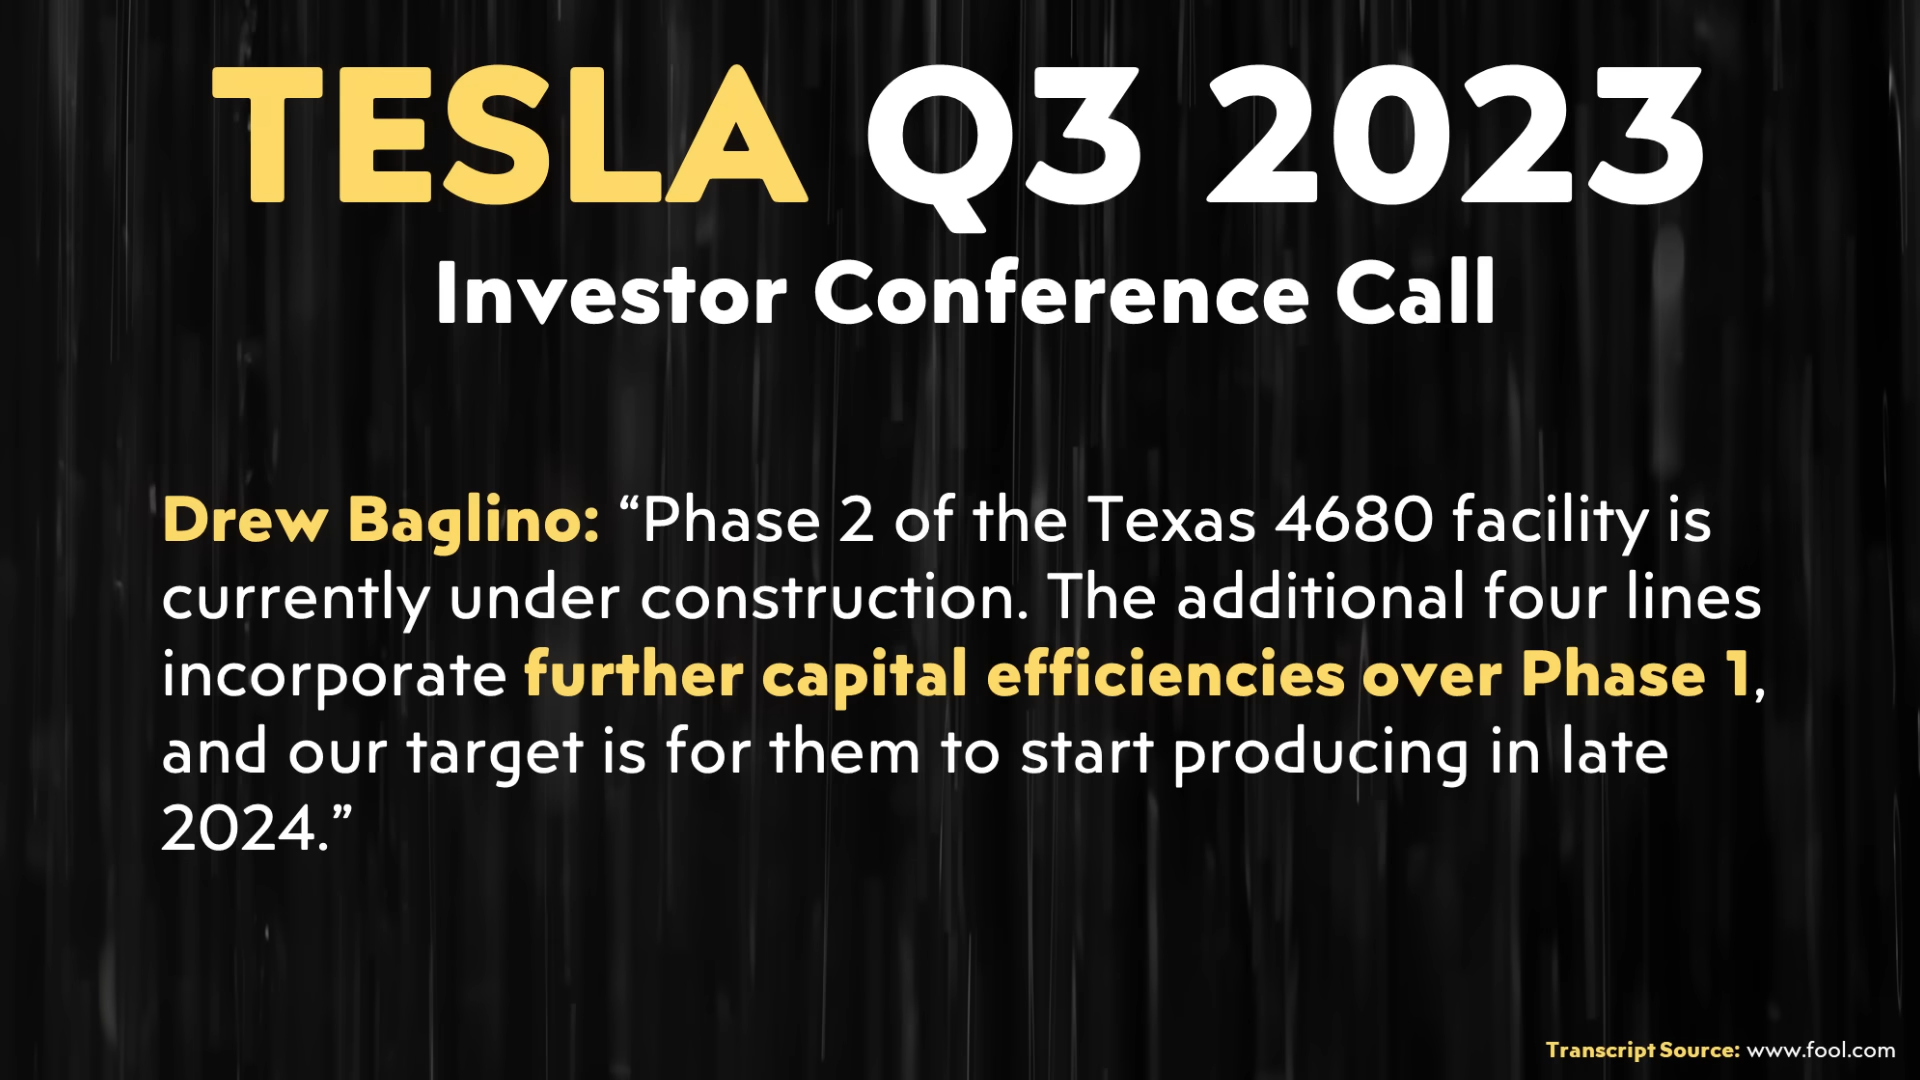 TESLA Q3 2023
Investor Conference Call
Drew Baglino: “Phase 2 of the Texas 4680 facility is
currently under construction. The additional four lines
incorporate further capital efficiencies over Phase 1,
and our target is for them to start producing in late
2024.”
Transcript Source: www.fool.com